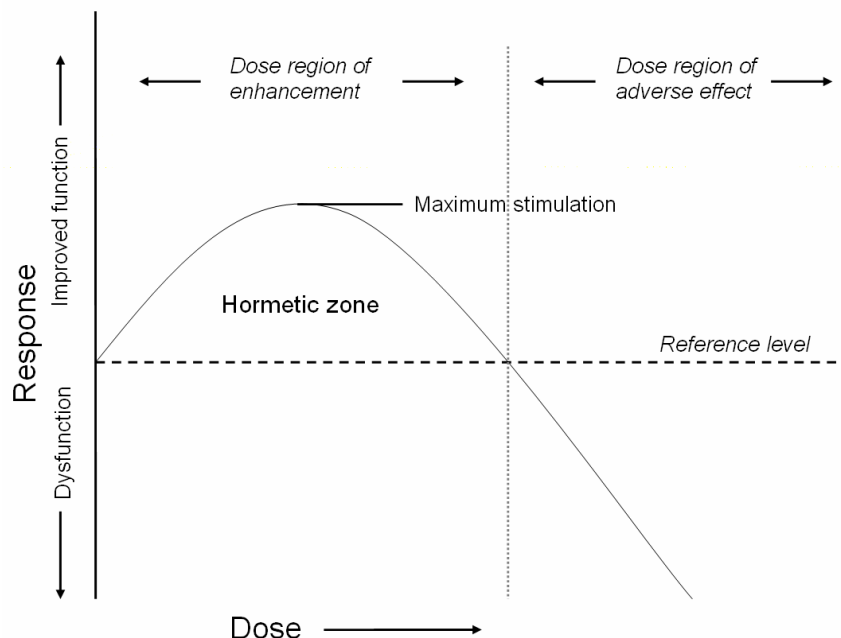 Dose region of
enhancement
Dose region of
adverse effect
Improved function
Maximum stimulation
Hormetic zone
Response
Reference level
Dysfunction
Dose